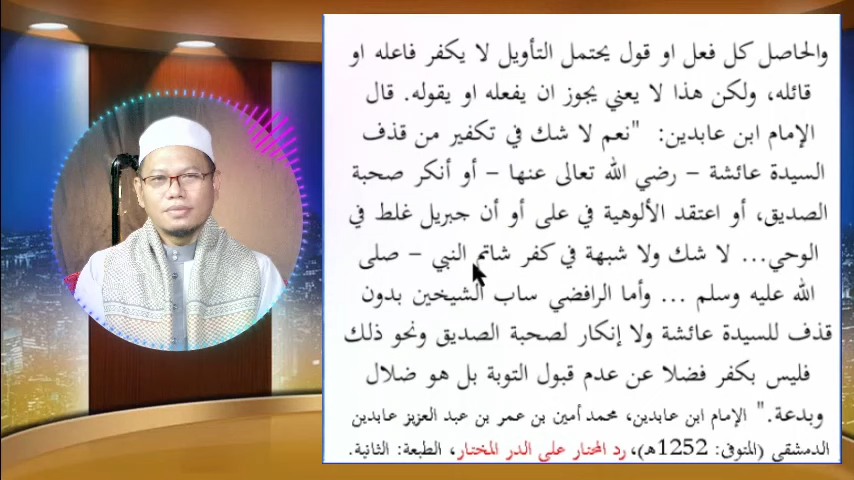 والحاصل كل فعل او قول يحتمل التأويل لا يكفر فاعله او
قائله، ولكن هذا لا يعني يجوز ان يفعله او يقوله. قال
الإمام ابن عابدين: "نعم لا شك في تكفير من قذف
السيدة عائشة – رضي الله تعالى عنها – أو أنكر صحبة
الصديق، أو اعتقد الألوهية في على أو أن جبريل غلط في
الوحي... لا شك ولا شبهة في كفر شاتم النبي – صلى
الله عليه وسلم ... وأما الرافضي ساب الشيخين بدون
قذف للسيدة عائشة ولا إنكار لصحبة الصديق ونحو ذلك
فليس بكفر فضلا عن عدم قبول التوبة بل هو ضلال
وبدعة." الإمام ابن عابدين، محمد أمين بن عمر بن عبد العزيز عابدين
الدمشقي (المتوفى: 1252هـ)، رد المحتار على الدر المختار، الطبعة: الثانية.